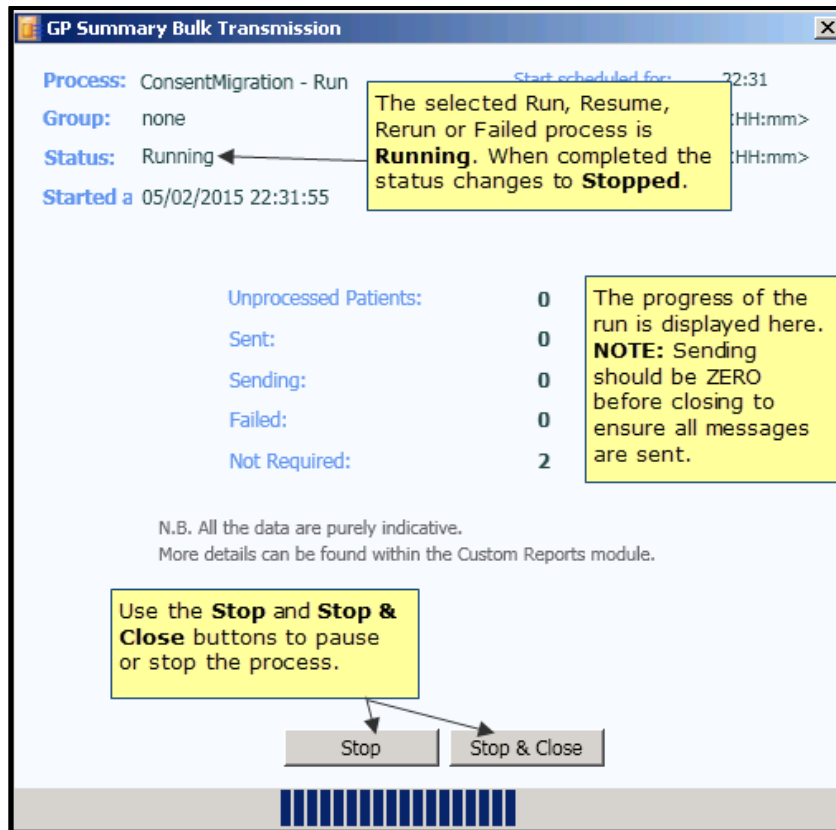 GP Summary Bulk Transmission
Process: ConsentMigration - Run
Start scheduled for: 22:31
Group: none
<HH:mm>
Status: Running
<HH:mm>
Started a 05/02/2015 22:31:55
The selected Run, Resume,
Rerun or Failed process is
Running. When completed the
status changes to Stopped.
Unprocessed Patients: 0
Sent: 0
Sending: 0
Failed: 0
Not Required: 2
The progress of the
run is displayed here.
NOTE: Sending
should be ZERO
before closing to
ensure all messages
are sent.
N.B. All the data are purely indicative.
More details can be found within the Custom Reports module.
Use the Stop and Stop &
Close buttons to pause
or stop the process.
Stop
Stop & Close